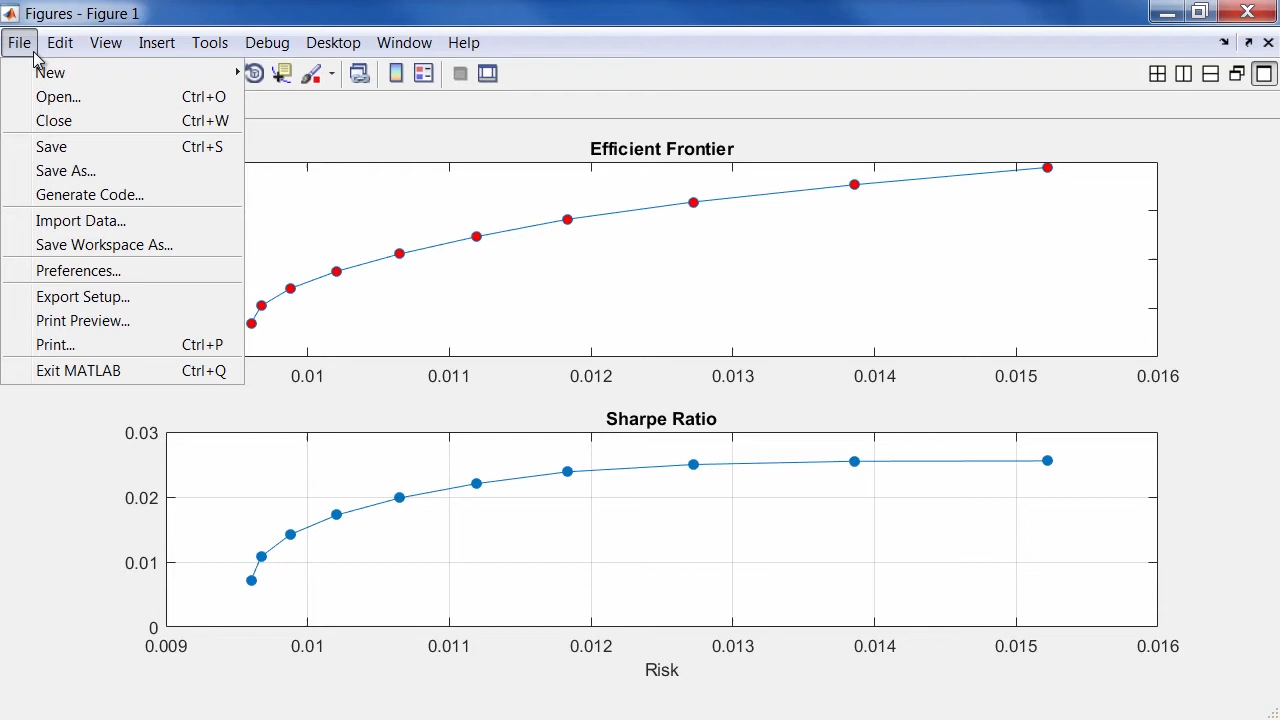 Figures - Figure 1
File Edit View Insert Tools Debug Desktop Window Help
New
Open... Ctrl+O
Close Ctrl+W
Save Ctrl+S
Save As...
Generate Code...
Import Data...
Save Workspace As...
Preferences...
Export Setup...
Print Preview...
Print... Ctrl+P
Exit MATLAB Ctrl+Q
Efficient Frontier
0.01 0.011 0.012 0.013 0.014 0.015 0.016
Sharpe Ratio
0.03
0.02
0.01
0
0.009 0.01 0.011 0.012 0.013 0.014 0.015 0.016
Risk